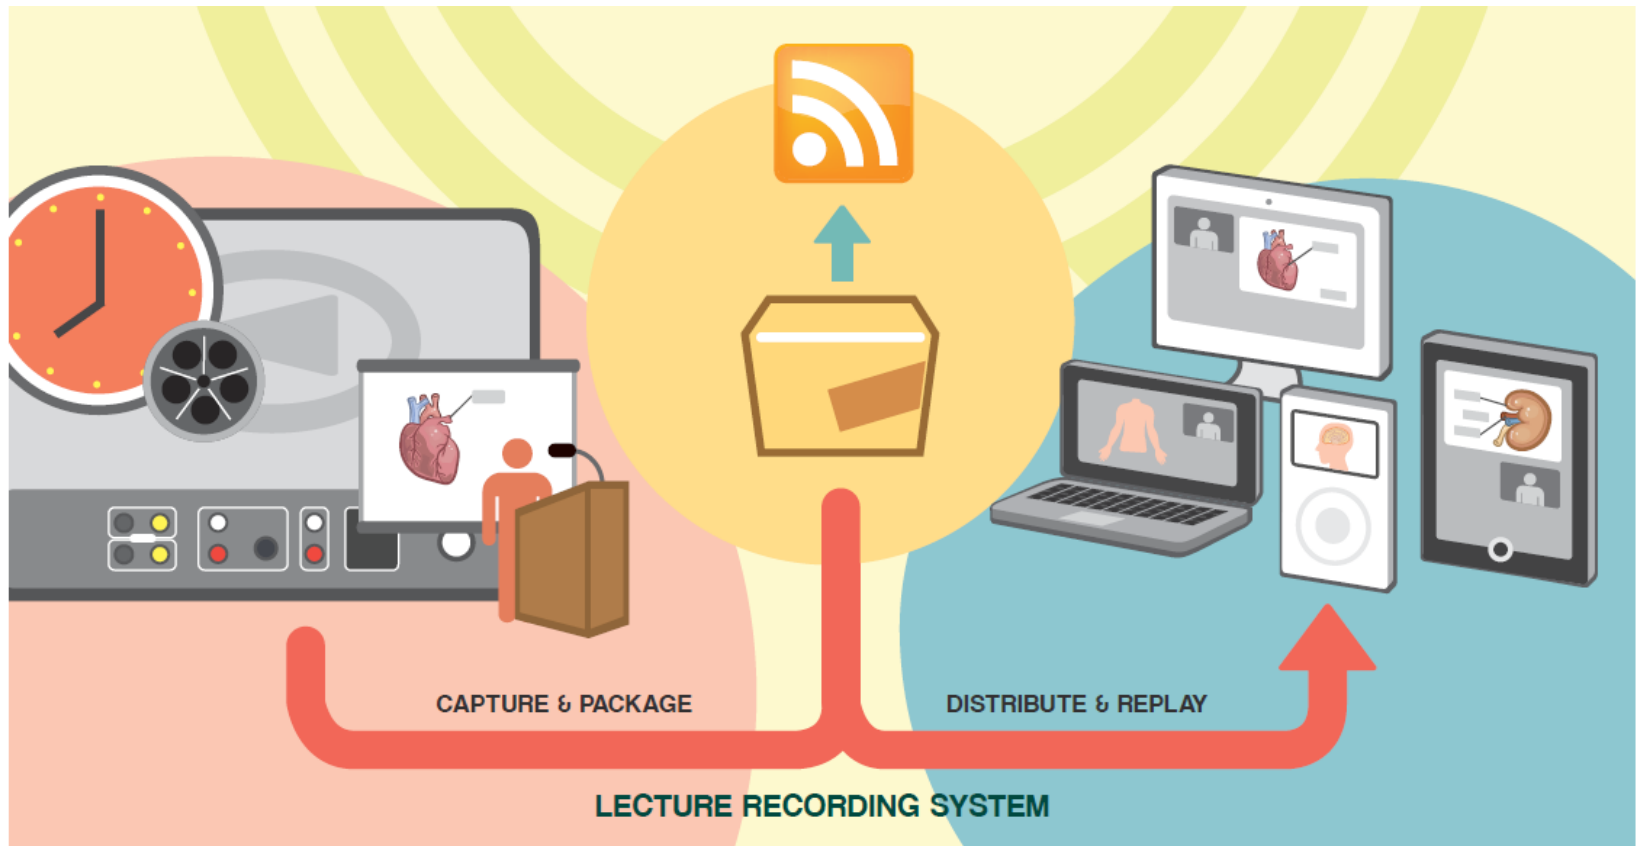 CAPTURE & PACKAGE
DISTRIBUTE & REPLAY
LECTURE RECORDING SYSTEM